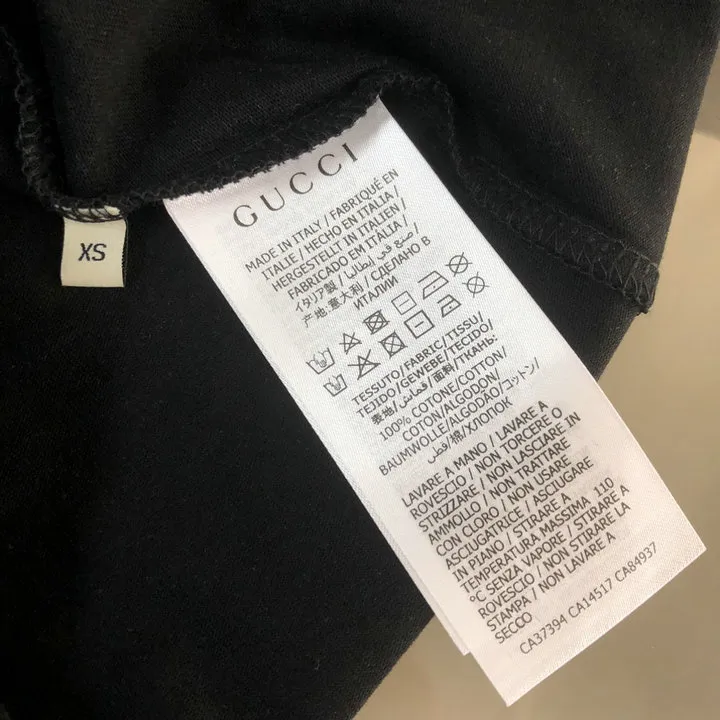 XS
GUCCI
MADE IN ITALY / FABRIQUÉ EN
ITALIE / HECHO EN ITALIA /
HERGESTELLT IN ITALIEN /
FABRICADO EM ITÁLIA /
イタリア製 / صنع في إيطاليا /
产地:意大利 / СДЕЛАНО В
ИТАЛИИ
TESSUTO/FABRIC/TISSU/
TEJIDO/GEWEBE/TECIDO/
表地/قماش/面料/ТКАНЬ:
100% COTONE/COTTON/
COTON/ALGODON/
BAUMWOLLE/ALGODÃO/コットン/
قطن/棉/ХЛОПОК
LAVARE A MANO / LAVARE A
ROVESCIO / NON TORCERE O
STRIZZARE / NON LASCIARE IN
AMMOLLO / NON TRATTARE
CON CLORO / NON USARE
ASCIUGATRICE / ASCIUGARE
IN PIANO / STIRARE A
TEMPERATURA MASSIMA 110
°C SENZA VAPORE / STIRARE A
ROVESCIO / NON STIRARE LA
STAMPA / NON LAVARE A
SECCO
CA37394 CA14517 CA84937